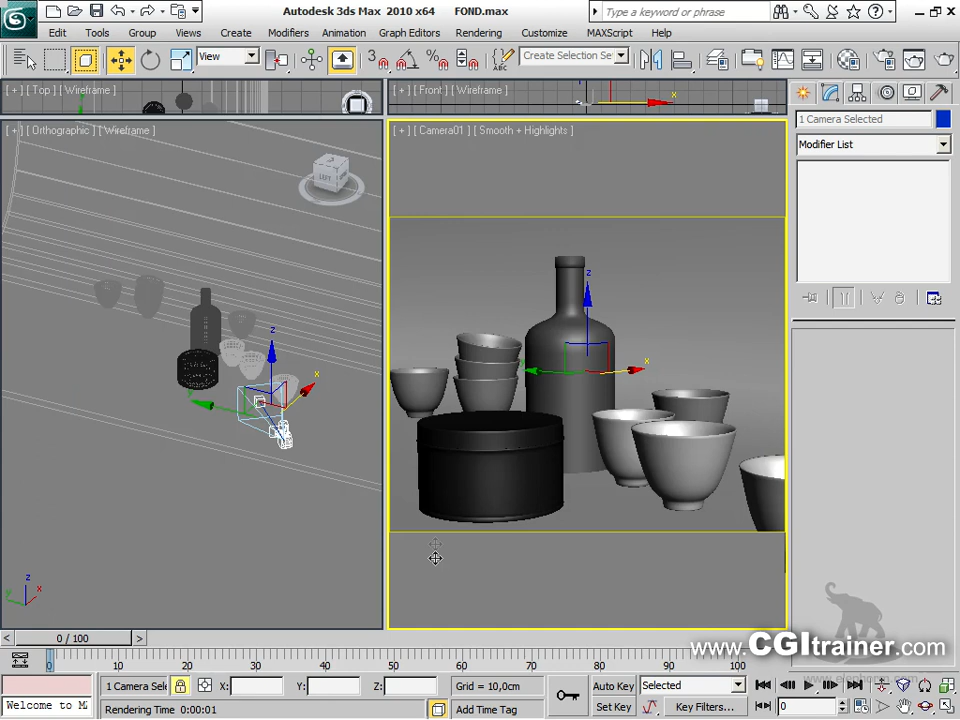 Autodesk 3ds Max 2010 x64 FOND.max
Type a keyword or phrase
Edit Tools Group Views Create Modifiers Animation Graph Editors Rendering Customize MAXScript Help
View
3
Create Selection Se
[ + ] [ Top ] [ Wireframe ]
[ + ] [ Front ] [ Wireframe ]
x
[ + ] [ Orthographic ] [ Wireframe ]
[ + ] [ Camera01 ] [ Smooth + Highlights ]
1 Camera Selected
Modifier List
LEFT
z
x
y
z
x
z
y
x
0 / 100
0 10 20 30 40 50 60 70 80 90 100
www.CGItrainer.com
1 Camera Sele
X:
Y:
Z:
Grid = 10,0cm
Auto Key
Selected
Welcome to M
Rendering Time 0:00:01
Add Time Tag
Set Key
Key Filters...
0